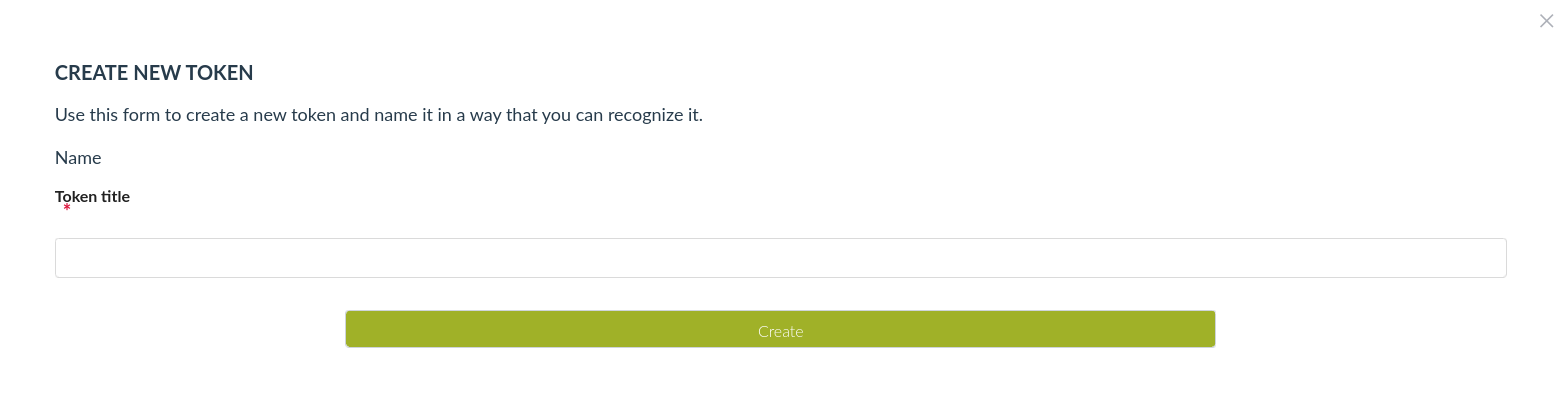 CREATE NEW TOKEN
Use this form to create a new token and name it in a way that you can recognize it.
Name
Token title
*
Create